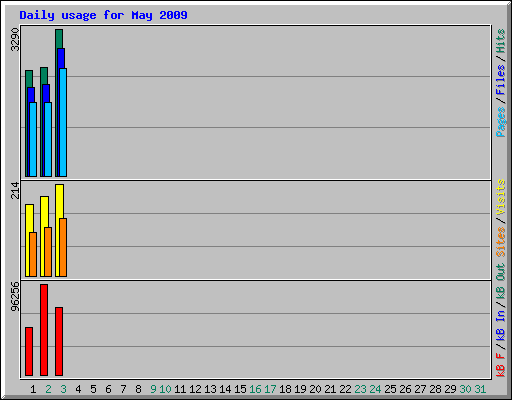 Daily usage for May 2009
3290
Pages / Files / Hits
214
Sites / Visits
96256
kB F / kB In / kB Out
1 2 3 4 5 6 7 8 9 10 11 12 13 14 15 16 17 18 19 20 21 22 23 24 25 26 27 28 29 30 31